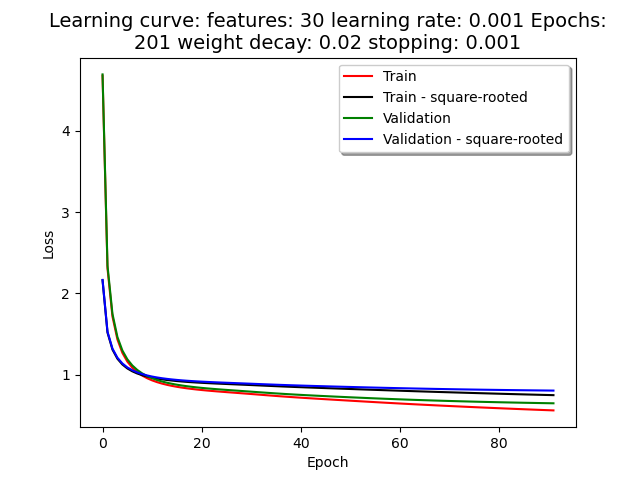 Learning curve: features: 30 learning rate: 0.001 Epochs:
201 weight decay: 0.02 stopping: 0.001
Train
Train - square-rooted
Validation
Validation - square-rooted
4
3
2
1
Loss
0 20 40 60 80
Epoch